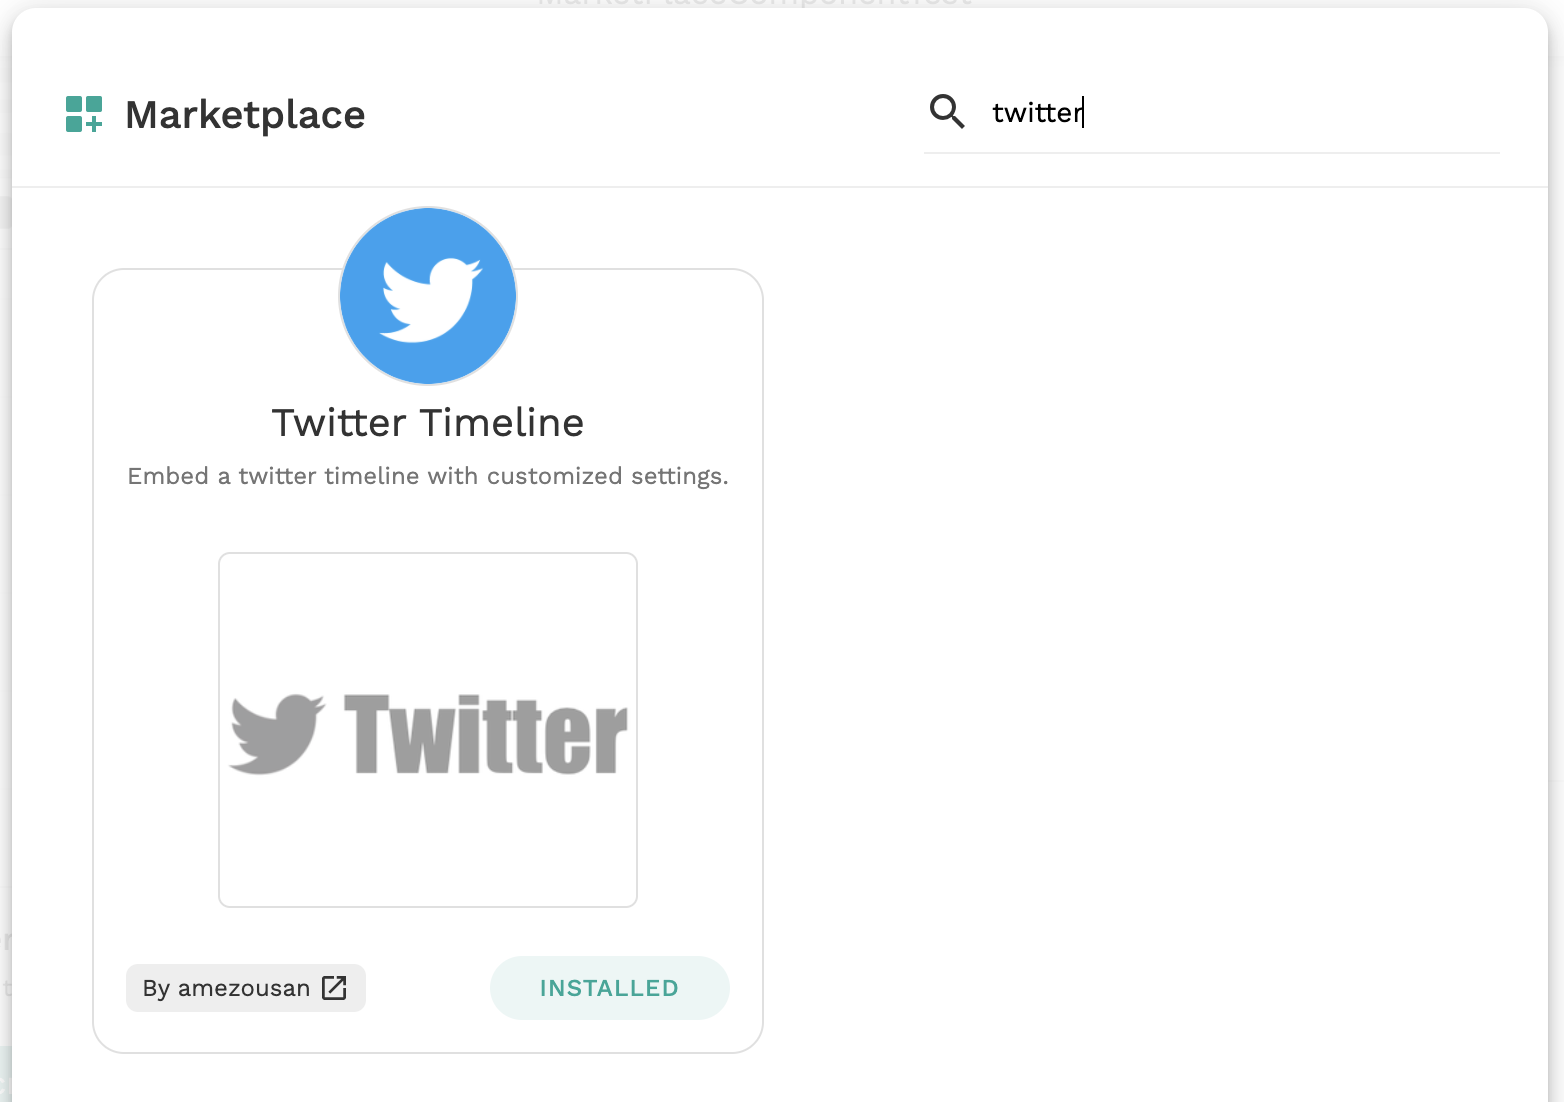 Marketplace
twitter
Twitter Timeline
Embed a twitter timeline with customized settings.
Twitter
By amezousan
INSTALLED